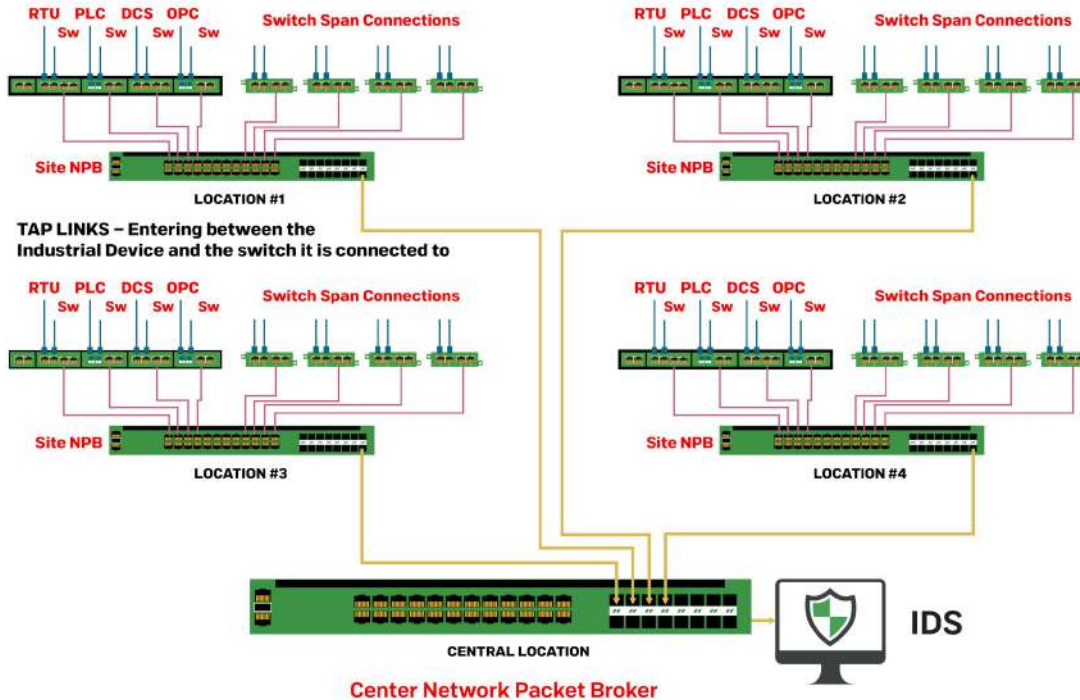 RTU PLC DCS OPC
Sw Sw Sw Sw
Switch Span Connections
Site NPB
LOCATION #1
RTU PLC DCS OPC
Sw Sw Sw Sw
Switch Span Connections
Site NPB
LOCATION #2
TAP LINKS – Entering between the
Industrial Device and the switch it is connected to
RTU PLC DCS OPC
Sw Sw Sw Sw
Switch Span Connections
Site NPB
LOCATION #3
RTU PLC DCS OPC
Sw Sw Sw Sw
Switch Span Connections
Site NPB
LOCATION #4
IDS
CENTRAL LOCATION
Center Network Packet Broker